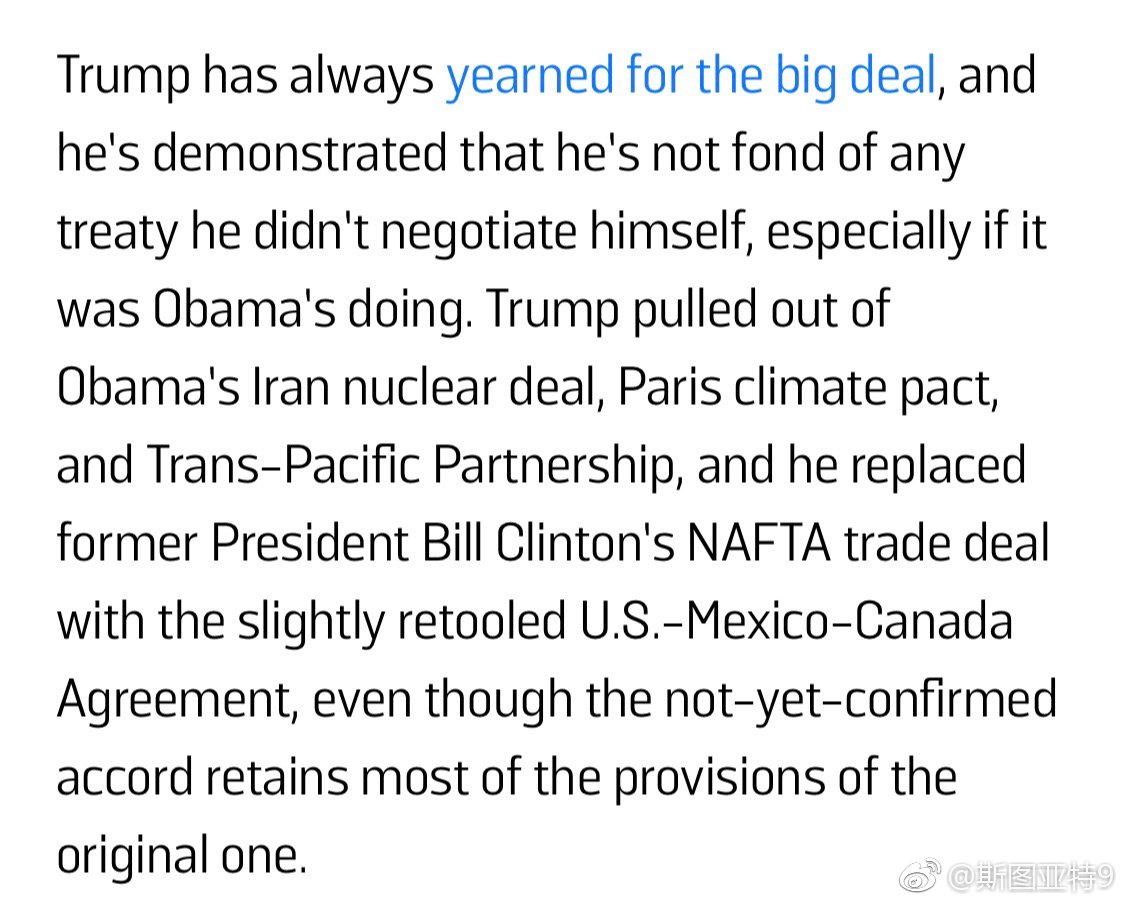 Trump has always yearned for the big deal, and
he's demonstrated that he's not fond of any
treaty he didn't negotiate himself, especially if it
was Obama's doing. Trump pulled out of
Obama's Iran nuclear deal, Paris climate pact,
and Trans-Pacific Partnership, and he replaced
former President Bill Clinton's NAFTA trade deal
with the slightly retooled U.S.-Mexico-Canada
Agreement, even though the not-yet-confirmed
accord retains most of the provisions of the
original one.
@斯图亚特9